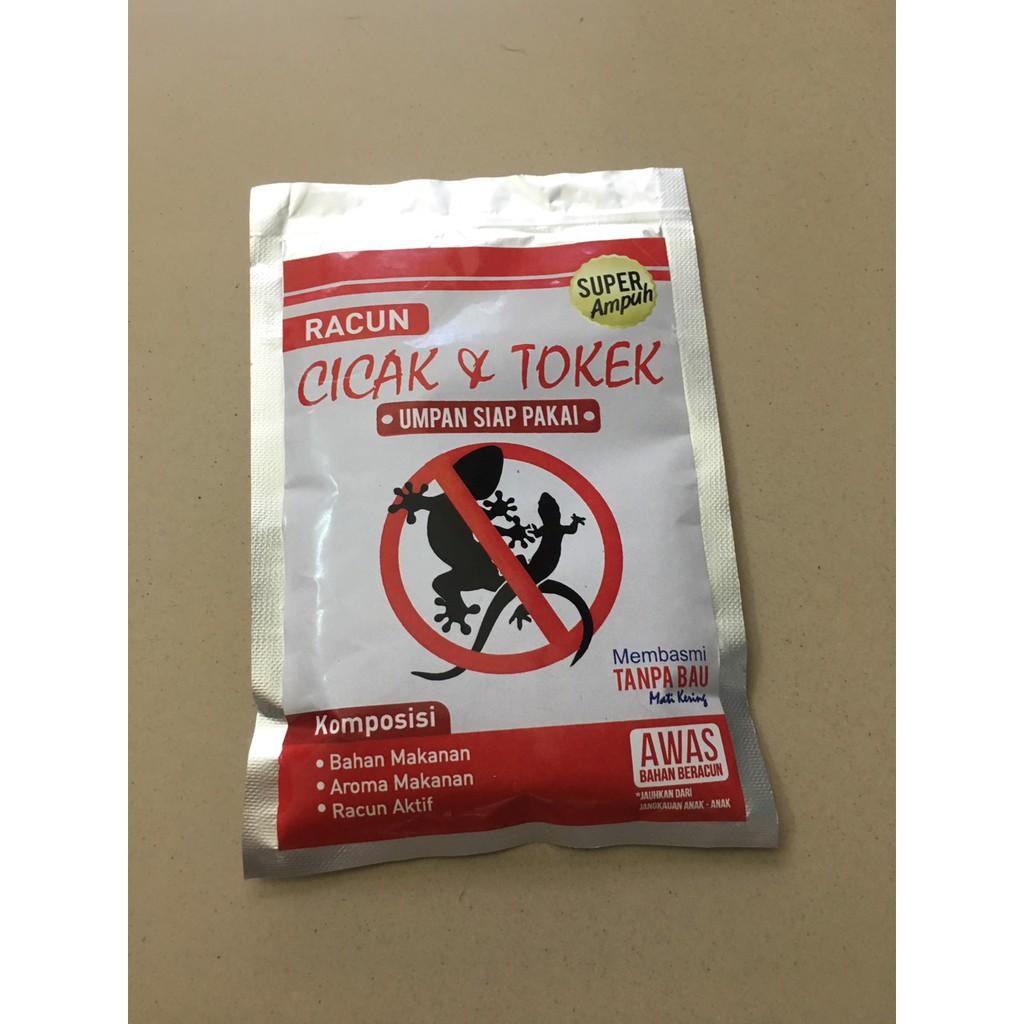 SUPER
Ampuh
RACUN
CICAK & TOKEK
• UMPAN SIAP PAKAI •
Membasmi
TANPA BAU
Mati Kering
Komposisi
• Bahan Makanan
• Aroma Makanan
• Racun Aktif
AWAS
BAHAN BERACUN
*JAUHKAN DARI
JANGKAUAN ANAK - ANAK